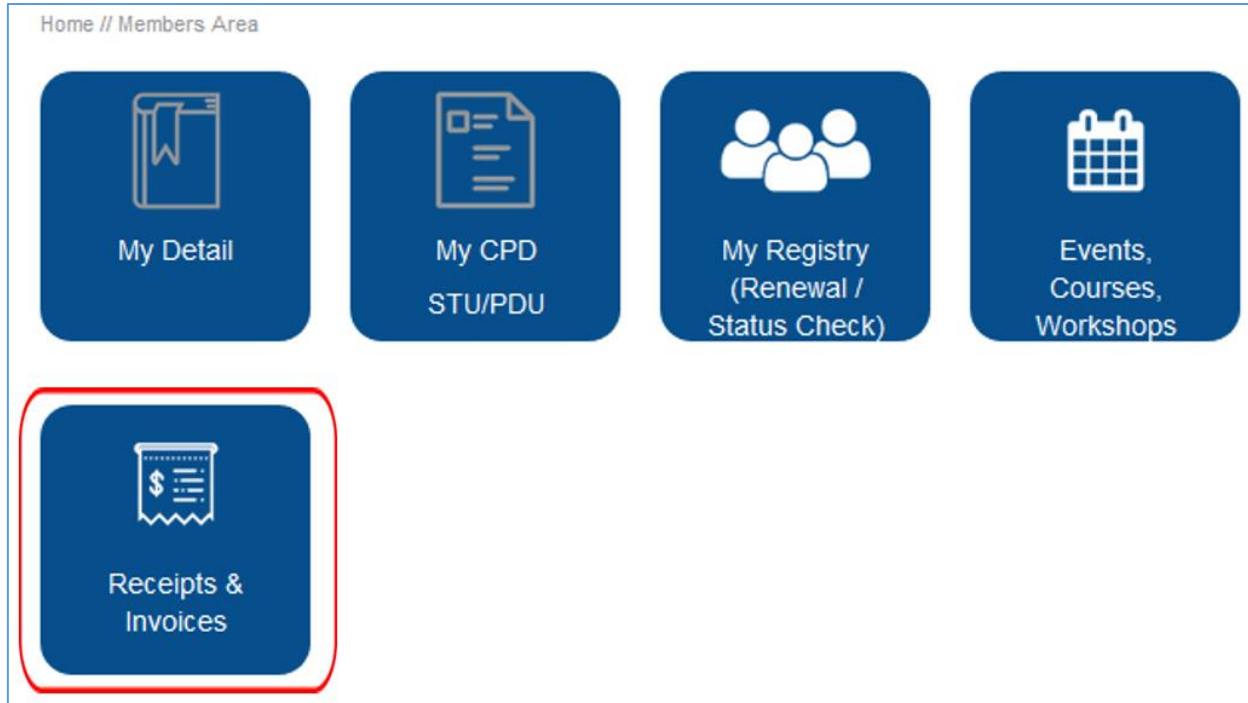 Home // Members Area
My Detail
My CPD
STU/PDU
My Registry
(Renewal /
Status Check)
Events,
Courses,
Workshops
$
Receipts &
Invoices